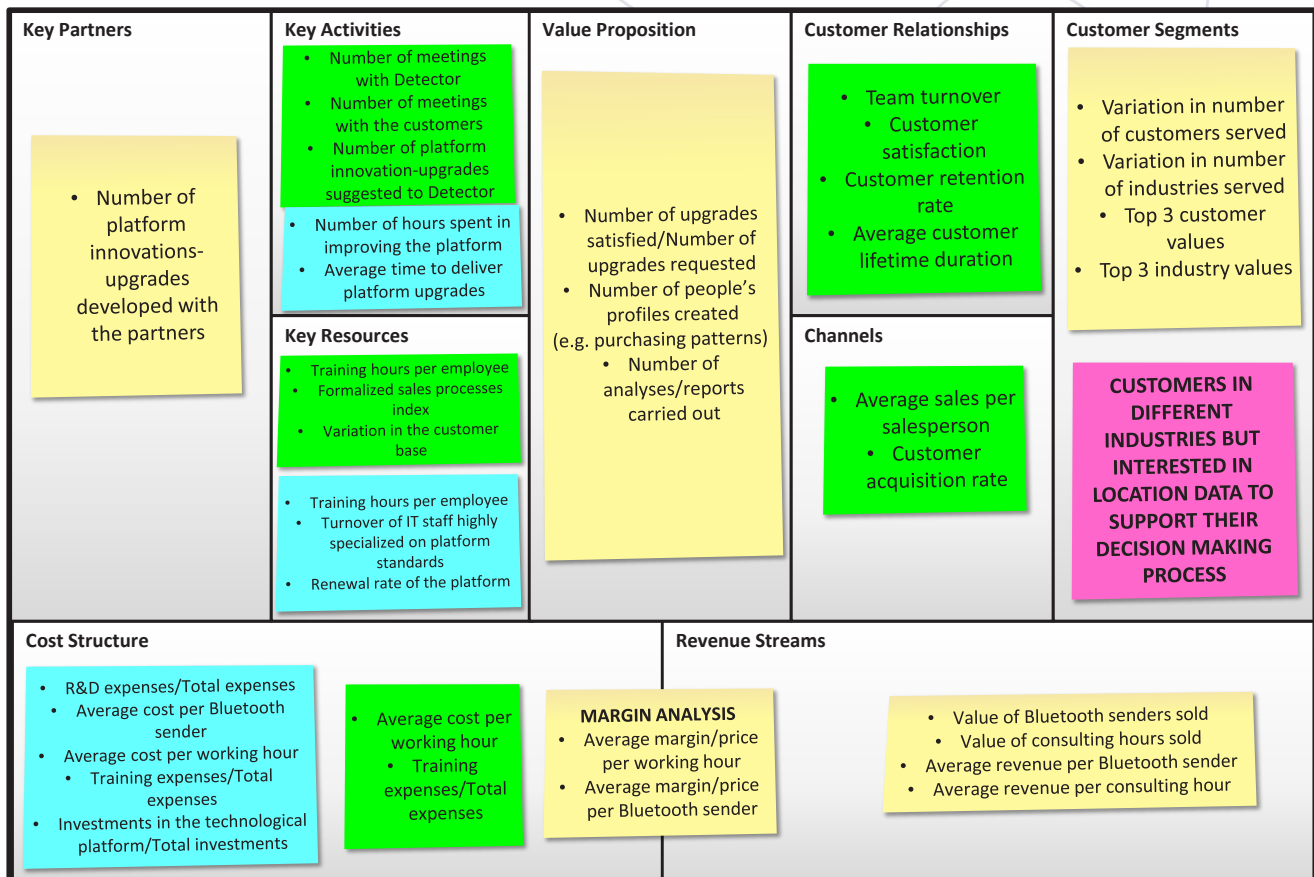 Key Partners
• Number of
platform
innovations-
upgrades
developed with
the partners
Key Activities
• Number of meetings
with Detector
• Number of meetings
with the customers
• Number of platform
innovation-upgrades
suggested to Detector
• Number of hours spent in
improving the platform
• Average time to deliver
platform upgrades
Key Resources
• Training hours per employee
• Formalized sales processes
index
• Variation in the customer
base
• Training hours per employee
• Turnover of IT staff highly
specialized on platform
standards
• Renewal rate of the platform
Value Proposition
• Number of upgrades
satisfied/Number of
upgrades requested
• Number of people's
profiles created
(e.g. purchasing patterns)
• Number of
analyses/reports
carried out
Customer Relationships
• Team turnover
• Customer
satisfaction
• Customer retention
rate
• Average customer
lifetime duration
Channels
• Average sales per
salesperson
• Customer
acquisition rate
Customer Segments
• Variation in number
of customers served
• Variation in number
of industries served
• Top 3 customer
values
• Top 3 industry values
CUSTOMERS IN
DIFFERENT
INDUSTRIES BUT
INTERESTED IN
LOCATION DATA TO
SUPPORT THEIR
DECISION MAKING
PROCESS
Cost Structure
• R&D expenses/Total expenses
• Average cost per Bluetooth
sender
• Average cost per working hour
• Training expenses/Total
expenses
• Investments in the technological
platform/Total investments
• Average cost per
working hour
• Training
expenses/Total
expenses
MARGIN ANALYSIS
• Average margin/price
per working hour
• Average margin/price
per Bluetooth sender
Revenue Streams
• Value of Bluetooth senders sold
• Value of consulting hours sold
• Average revenue per Bluetooth sender
• Average revenue per consulting hour